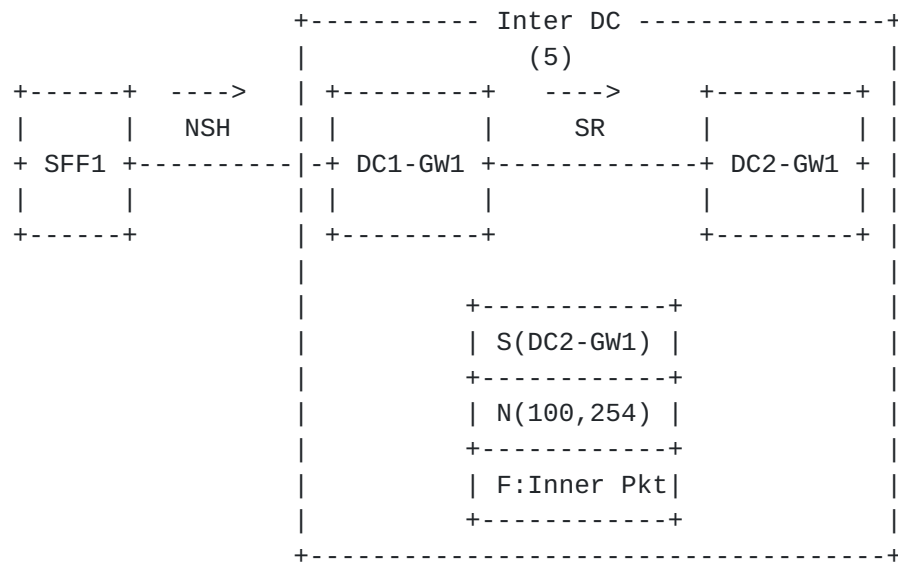 Inter DC
(5)
----> ---->
NSH SR
SFF1 DC1-GW1 DC2-GW1
S(DC2-GW1)
N(100,254)
F:Inner Pkt